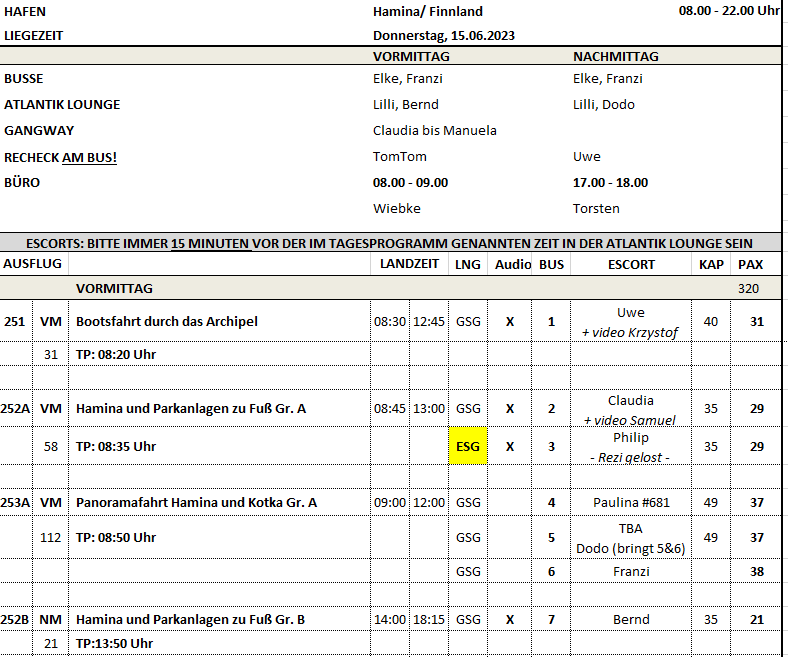 HAFEN Hamina/ Finnland 08.00 - 22.00 Uhr
LIEGEZEIT Donnerstag, 15.06.2023
VORMITTAG NACHMITTAG
BUSSE Elke, Franzi Elke, Franzi
ATLANTIK LOUNGE Lilli, Bernd Lilli, Dodo
GANGWAY Claudia bis Manuela
RECHECK AM BUS! TomTom Uwe
BÜRO 08.00 - 09.00 17.00 - 18.00
Wiebke Torsten
ESCORTS: BITTE IMMER 15 MINUTEN VOR DER IM TAGESPROGRAMM GENANNTEN ZEIT IN DER ATLANTIK LOUNGE SEIN
AUSFLUG LANDZEIT LNG Audio BUS ESCORT KAP PAX
VORMITTAG 320
251 VM Bootsfahrt durch das Archipel 08:30 12:45 GSG X 1 Uwe 40 31
+ video Krzystof
31 TP: 08:20 Uhr
252A VM Hamina und Parkanlagen zu Fuß Gr. A 08:45 13:00 GSG X 2 Claudia 35 29
+ video Samuel
58 TP: 08:35 Uhr ESG X 3 Philip 35 29
- Rezi gelost -
253A VM Panoramafahrt Hamina und Kotka Gr. A 09:00 12:00 GSG 4 Paulina #681 49 37
112 TP: 08:50 Uhr GSG 5 TBA 49 37
Dodo (bringt 5&6)
GSG 6 Franzi 38
252B NM Hamina und Parkanlagen zu Fuß Gr. B 14:00 18:15 GSG X 7 Bernd 35 21
21 TP:13:50 Uhr